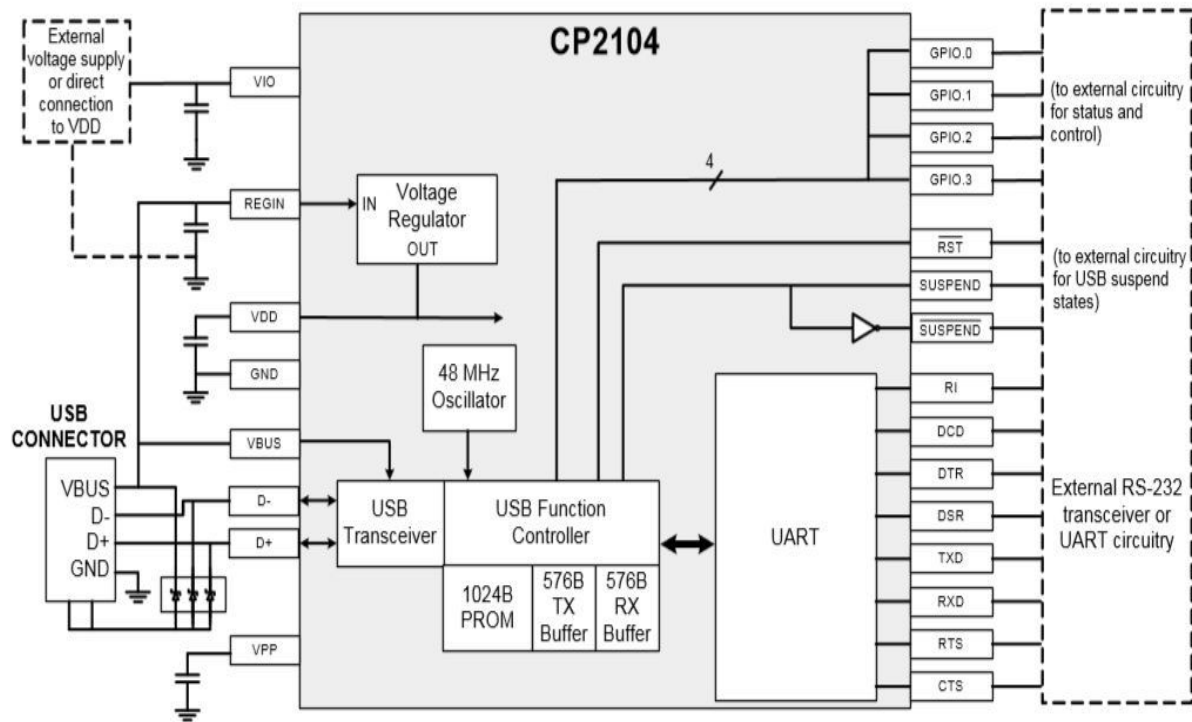 CP2104
External
voltage supply
or direct
connection
to VDD
VIO
REGIN
VDD
GND
VBUS
D-
D+
VPP
USB
CONNECTOR
VBUS
D-
D+
GND
IN
Voltage
Regulator
OUT
48 MHz
Oscillator
USB
Transceiver
USB Function
Controller
1024B
PROM
576B
TX
Buffer
576B
RX
Buffer
UART
4
GPIO.0
GPIO.1
GPIO.2
GPIO.3
RST
SUSPEND
SUSPEND
RI
DCD
DTR
DSR
TXD
RXD
RTS
CTS
(to external circuitry
for status and
control)
(to external circuitry
for USB suspend
states)
External RS-232
transceiver or
UART circuitry